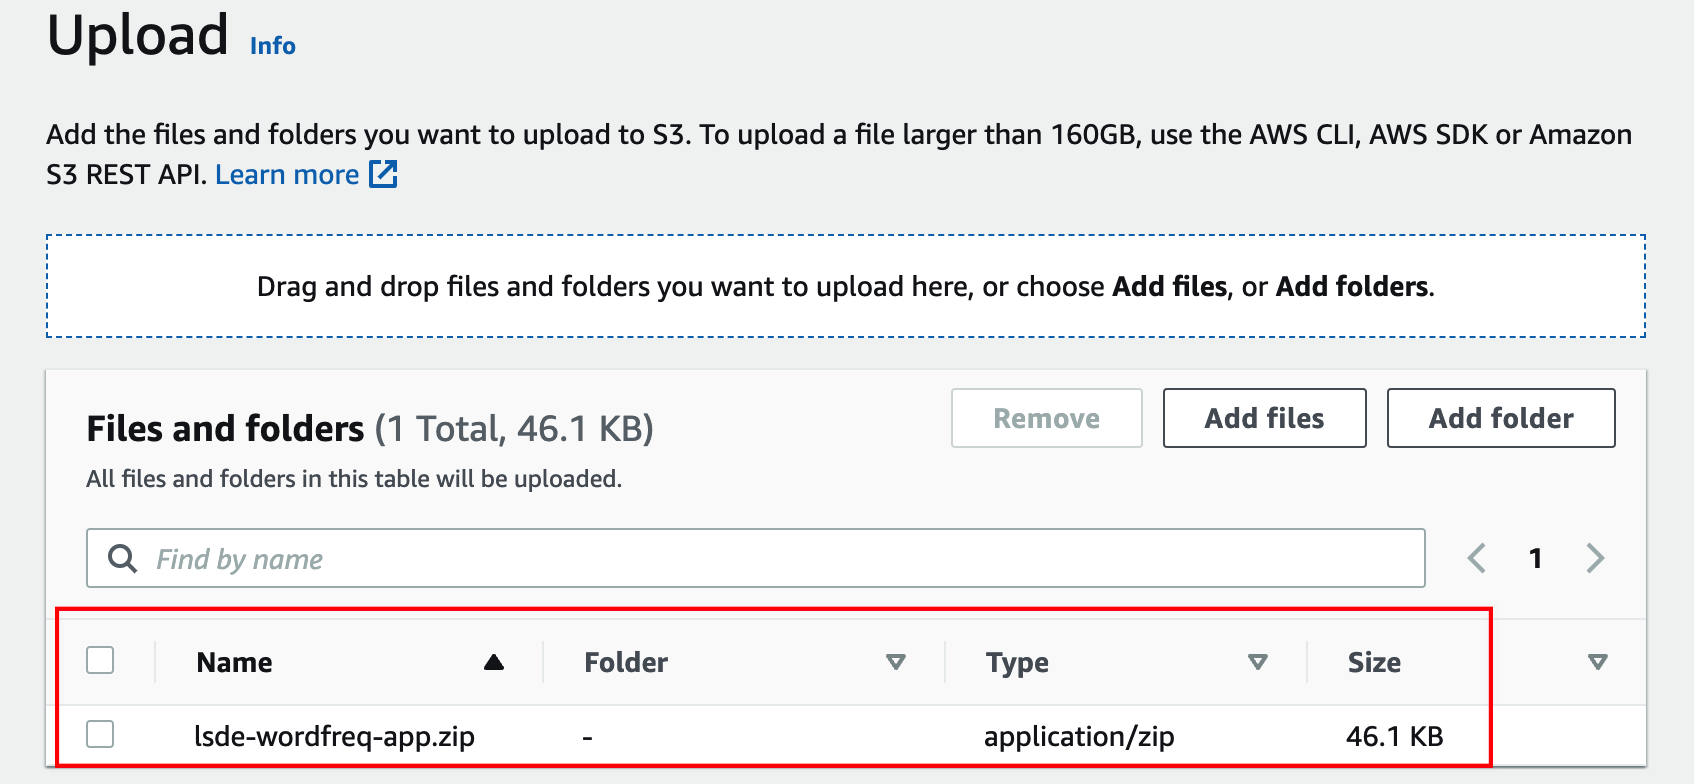 Upload Info
Add the files and folders you want to upload to S3. To upload a file larger than 160GB, use the AWS CLI, AWS SDK or Amazon
S3 REST API. Learn more
Drag and drop files and folders you want to upload here, or choose Add files, or Add folders.
Files and folders (1 Total, 46.1 KB)
Remove
Add files
Add folder
All files and folders in this table will be uploaded.
Find by name
1
Name Folder Type Size
lsde-wordfreq-app.zip - application/zip 46.1 KB